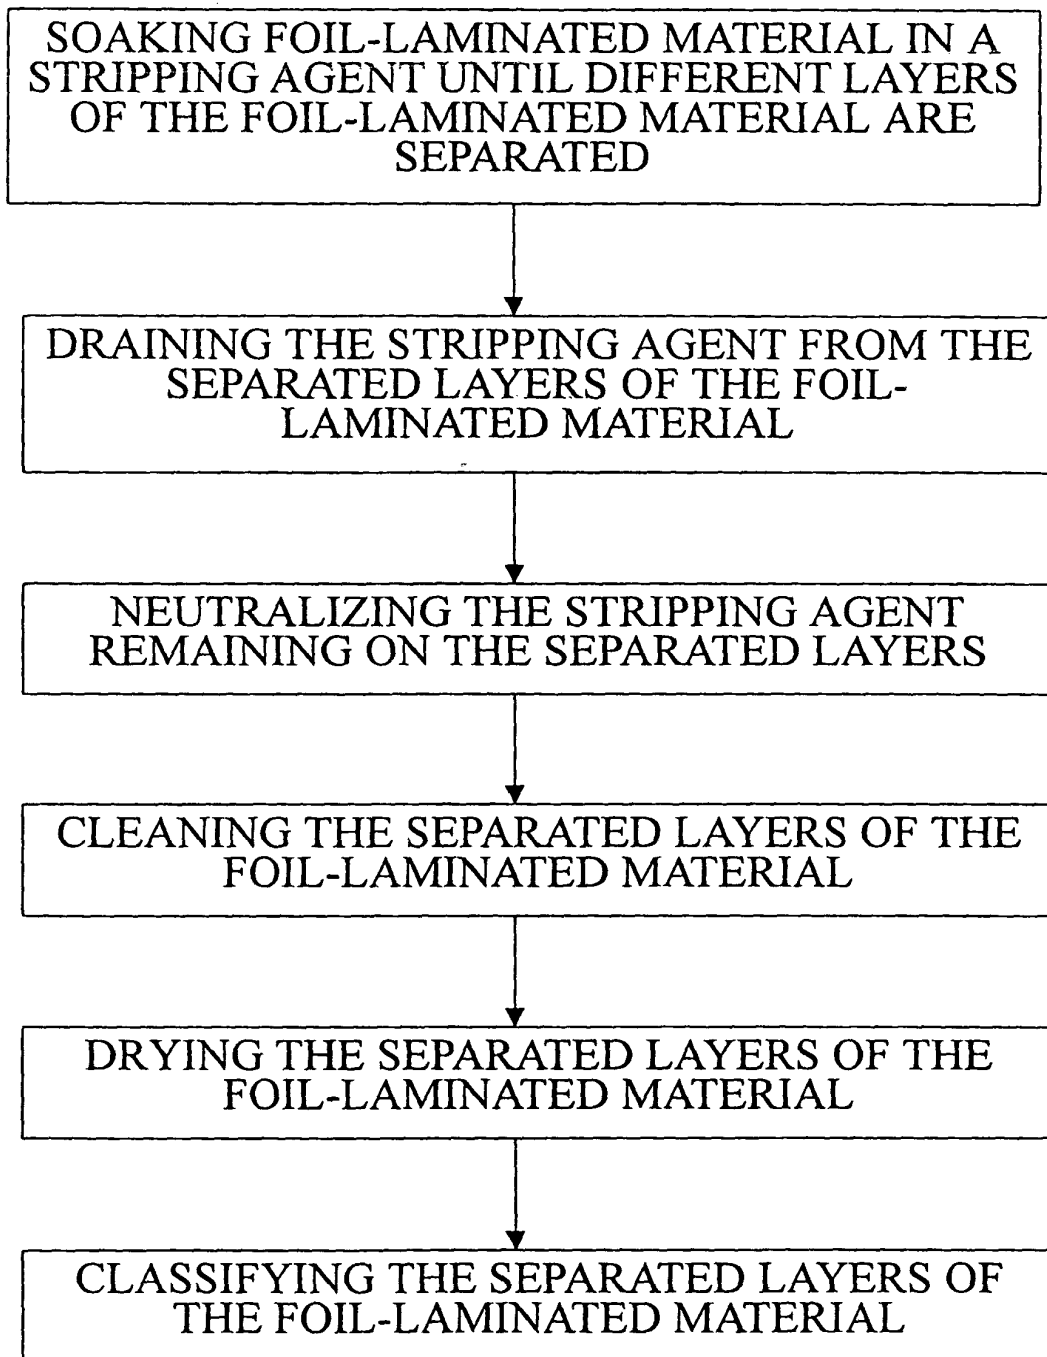 SOAKING FOIL-LAMINATED MATERIAL IN A
STRIPPING AGENT UNTIL DIFFERENT LAYERS
OF THE FOIL-LAMINATED MATERIAL ARE
SEPARATED
DRAINING THE STRIPPING AGENT FROM THE
SEPARATED LAYERS OF THE FOIL-
LAMINATED MATERIAL
NEUTRALIZING THE STRIPPING AGENT
REMAINING ON THE SEPARATED LAYERS
CLEANING THE SEPARATED LAYERS OF THE
FOIL-LAMINATED MATERIAL
DRYING THE SEPARATED LAYERS OF THE
FOIL-LAMINATED MATERIAL
CLASSIFYING THE SEPARATED LAYERS OF
THE FOIL-LAMINATED MATERIAL